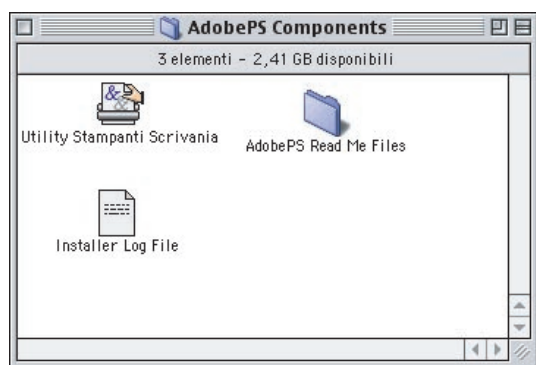 AdobePS Components
3 elementi - 2,41 GB disponibili
Utility Stampanti Scrivania
AdobePS Read Me Files
Installer Log File